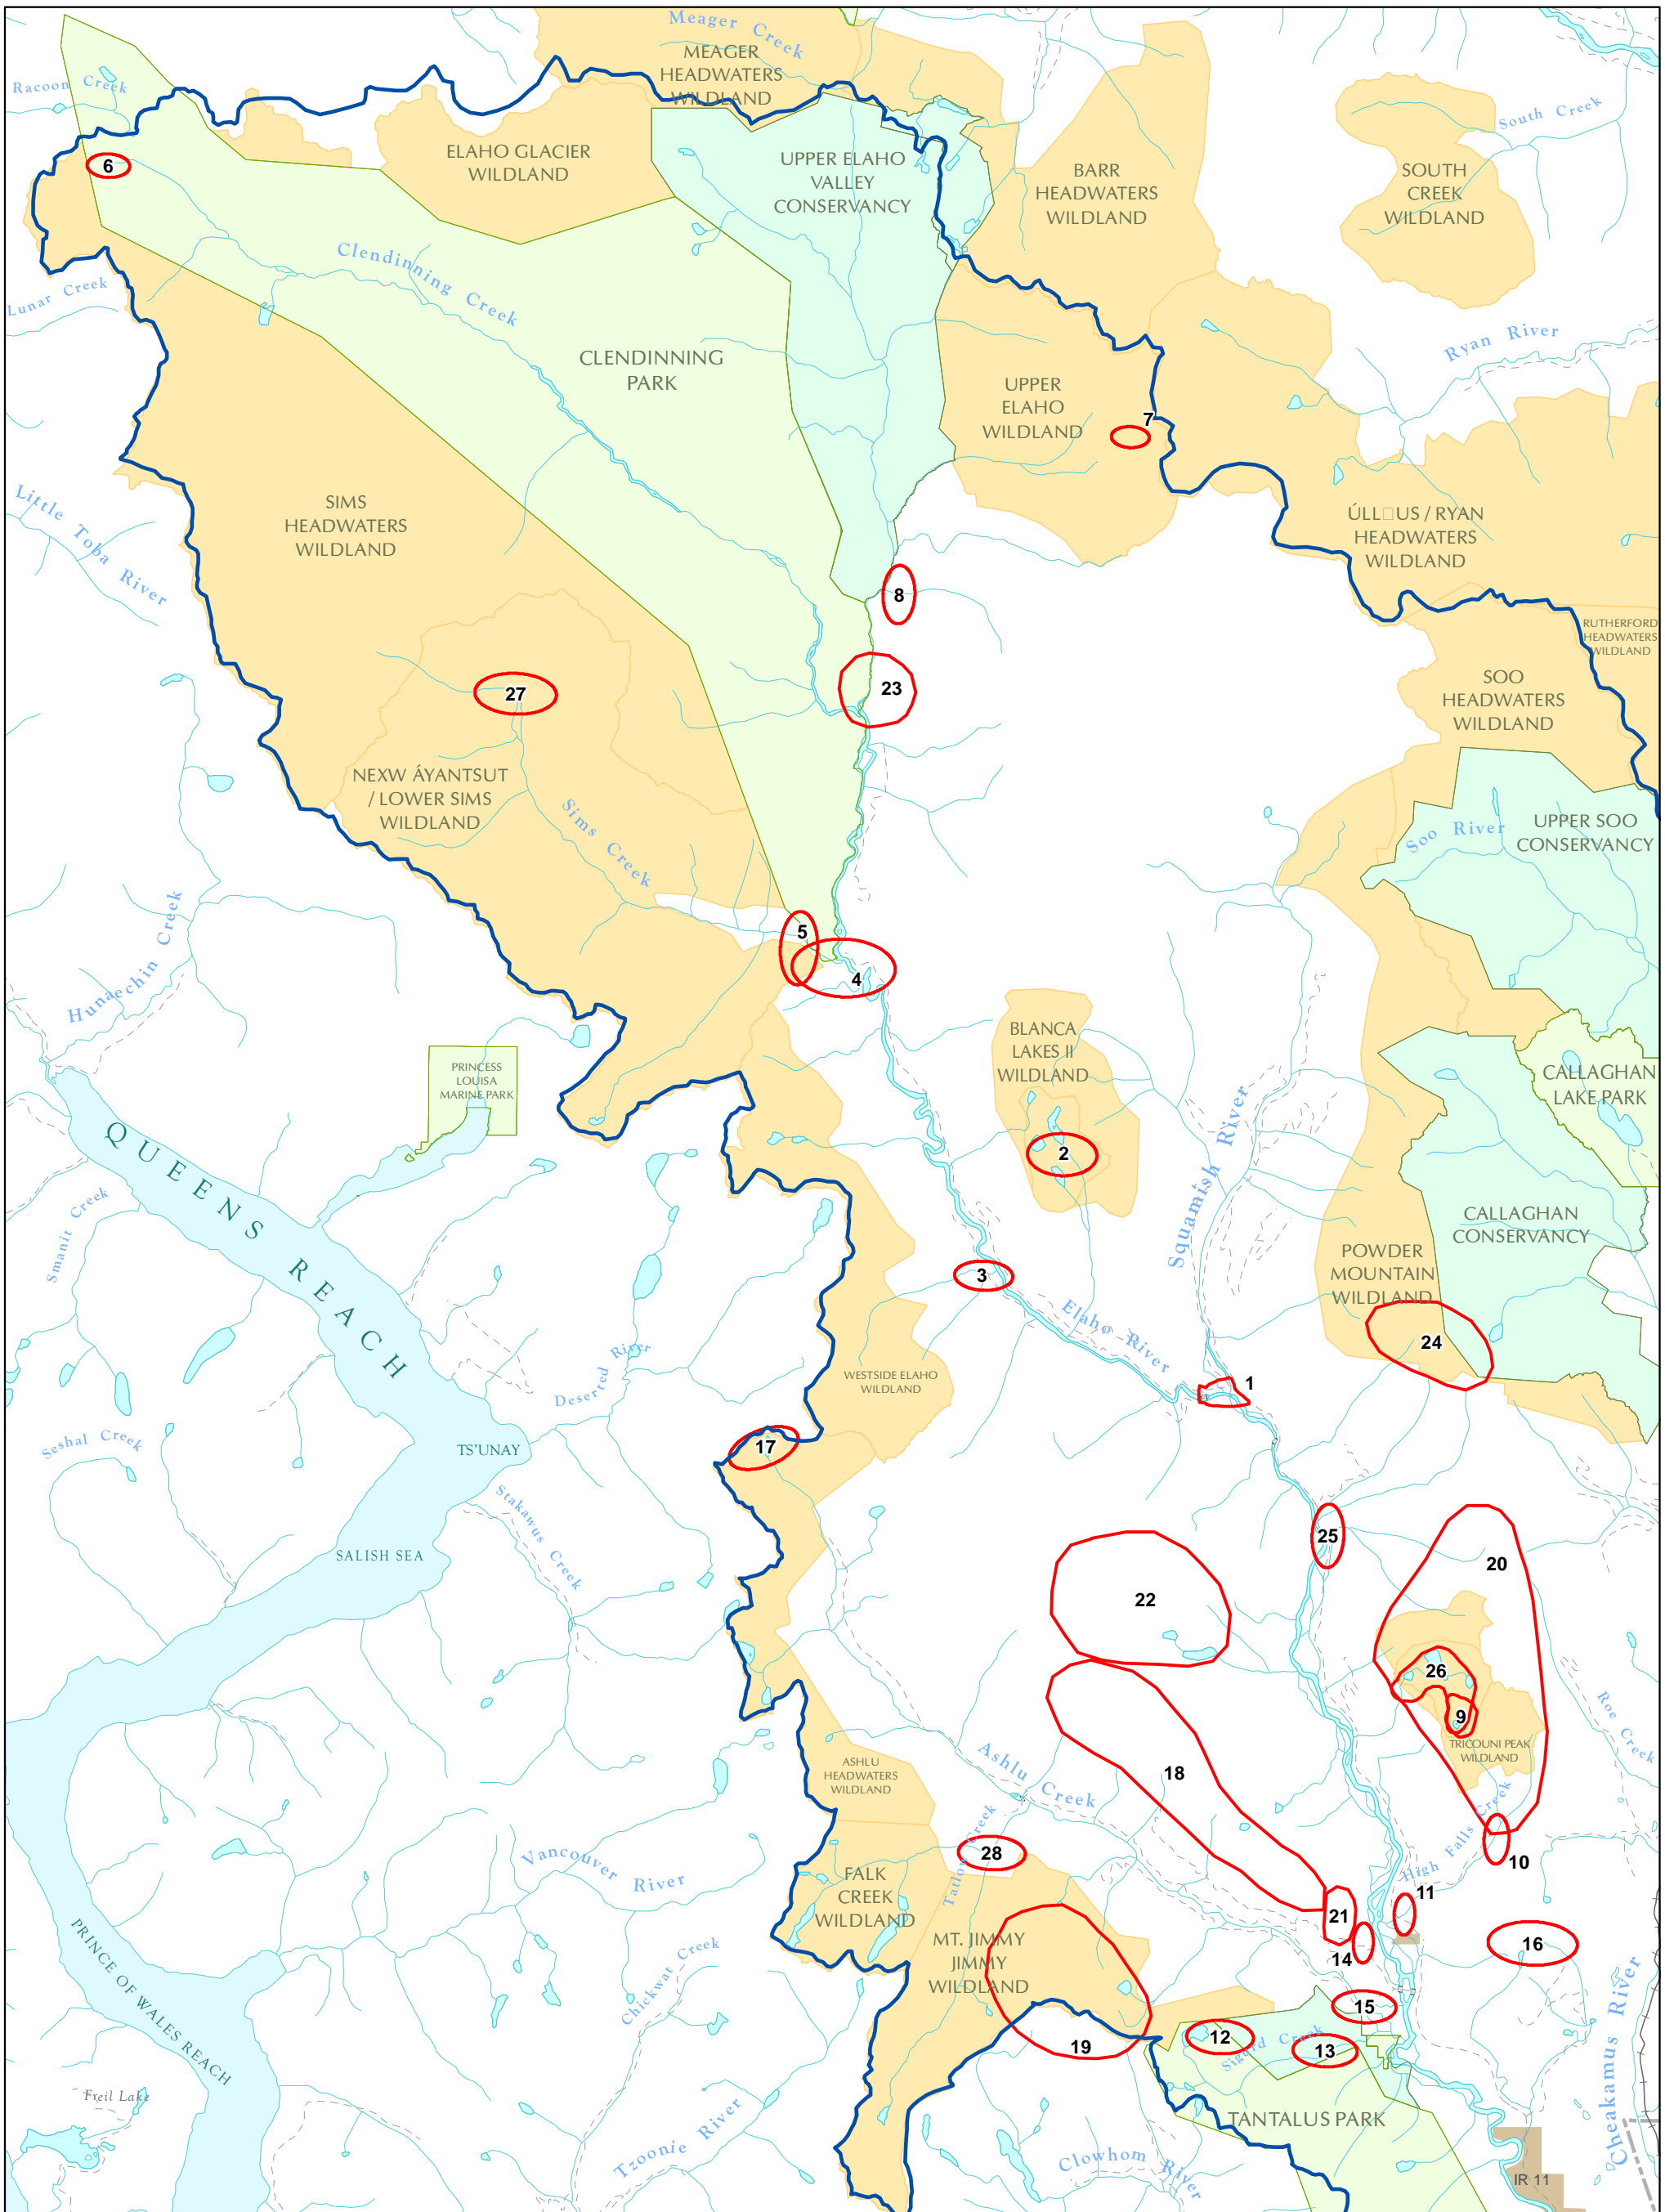 Meager Creek
MEAGER
HEADWATERS
WILDLAND
Racoon Creek
6
ELAHO GLACIER
WILDLAND
UPPER ELAHO
VALLEY
CONSERVANCY
BARR
HEADWATERS
WILDLAND
SOUTH
CREEK
WILDLAND
South Creek
Lunar Creek
Clendinning Creek
CLENDINNING
PARK
UPPER
ELAHO
WILDLAND
7
Ryan River
Little Toba River
SIMS
HEADWATERS
WILDLAND
ÚLL□US / RYAN
HEADWATERS
WILDLAND
8
RUTHERFORD
HEADWATERS
WILDLAND
27
23
SOO
HEADWATERS
WILDLAND
NEXW ÁYANTSUT
/ LOWER SIMS
WILDLAND
Sims Creek
Soo River
UPPER SOO
CONSERVANCY
Hunaechin Creek
5
4
PRINCESS
LOUISA
MARINE PARK
BLANCA
LAKES II
WILDLAND
CALLAGHAN
LAKE PARK
2
QUEENS REACH
Smanit Creek
Squamish River
CALLAGHAN
CONSERVANCY
POWDER
MOUNTAIN
WILDLAND
3
Elaho River
24
Deserted River
WESTSIDE ELAHO
WILDLAND
1
Seshal Creek
TS'UNAY
17
Stakawus Creek
SALISH SEA
25
20
22
26
9
TRICOUNI PEAK
WILDLAND
Roe Creek
18
Ashlu Creek
ASHLU
HEADWATERS
WILDLAND
Tatlow Creek
28
High Falls Creek
10
Vancouver River
FALK
CREEK
WILDLAND
11
21
14
16
MT. JIMMY
JIMMY
WILDLAND
PRINCE OF WALES REACH
Chickwat Creek
15
12
Sigurd Creek
13
19
Cheakamus River
Freil Lake
TANTALUS PARK
Tzoonie River
Clowhom River
IR 11